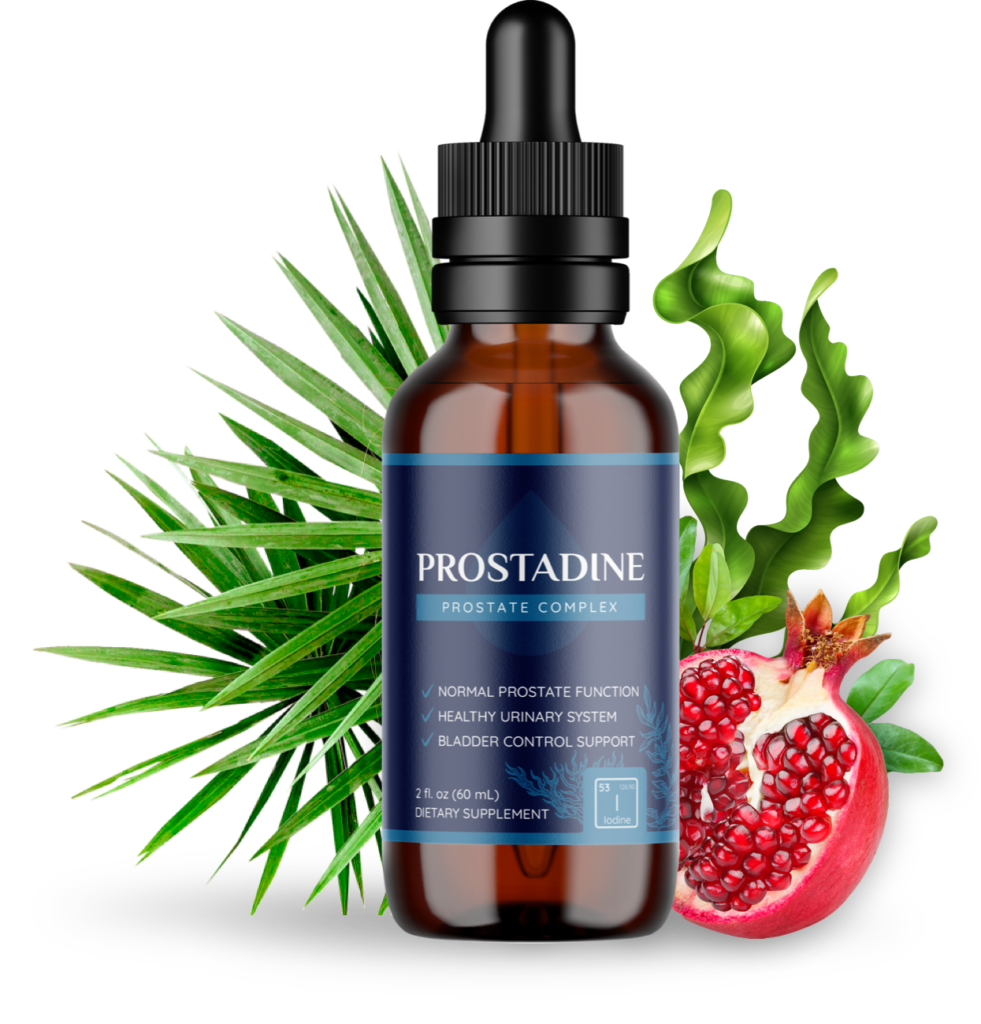 PROSTADINE
PROSTATE COMPLEX
✓ NORMAL PROSTATE FUNCTION
✓ HEALTHY URINARY SYSTEM
✓ BLADDER CONTROL SUPPORT
2 fl. oz (60 mL)
DIETARY SUPPLEMENT
53
I
Iodine